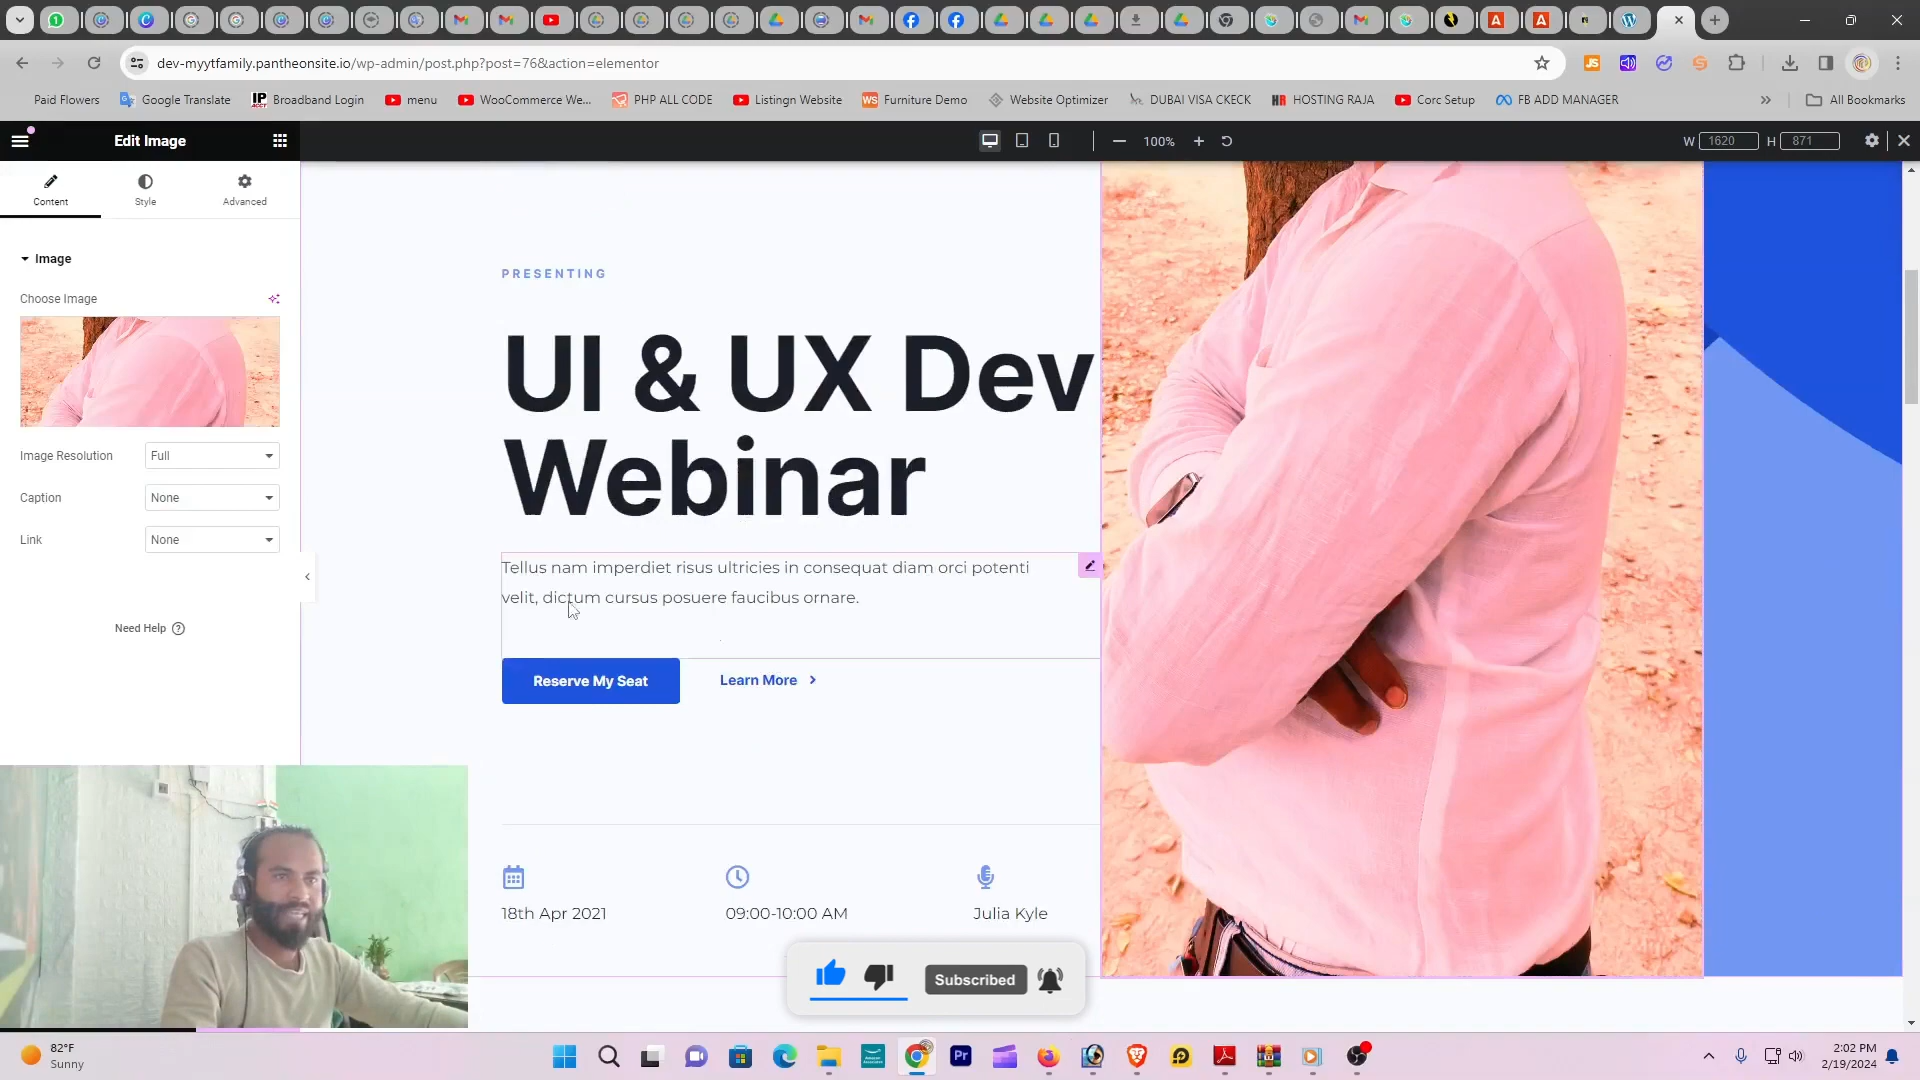 dev-myytfamily.pantheonsite.io/wp-admin/post.php?post=76&action=elementor
Paid Flowers
Google Translate
Broadband Login
menu
WooCommerce We...
PHP ALL CODE
Listingn Website
Furniture Demo
Website Optimizer
DUBAI VISA CKECK
HOSTING RAJA
Corc Setup
FB ADD MANAGER
»
All Bookmarks
Edit Image
100%
W 1620
H 871
Content
Style
Advanced
Image
Choose Image
Image Resolution
Full
Caption
None
Link
None
Need Help
PRESENTING
UI & UX Dev
Webinar
Tellus nam imperdiet risus ultricies in consequat diam orci potenti
velit, dictum cursus posuere faucibus ornare.
Reserve My Seat
Learn More
18th Apr 2021
09:00-10:00 AM
Julia Kyle
Subscribed
82°F
Sunny
Pr
2:02 PM
2/19/2024